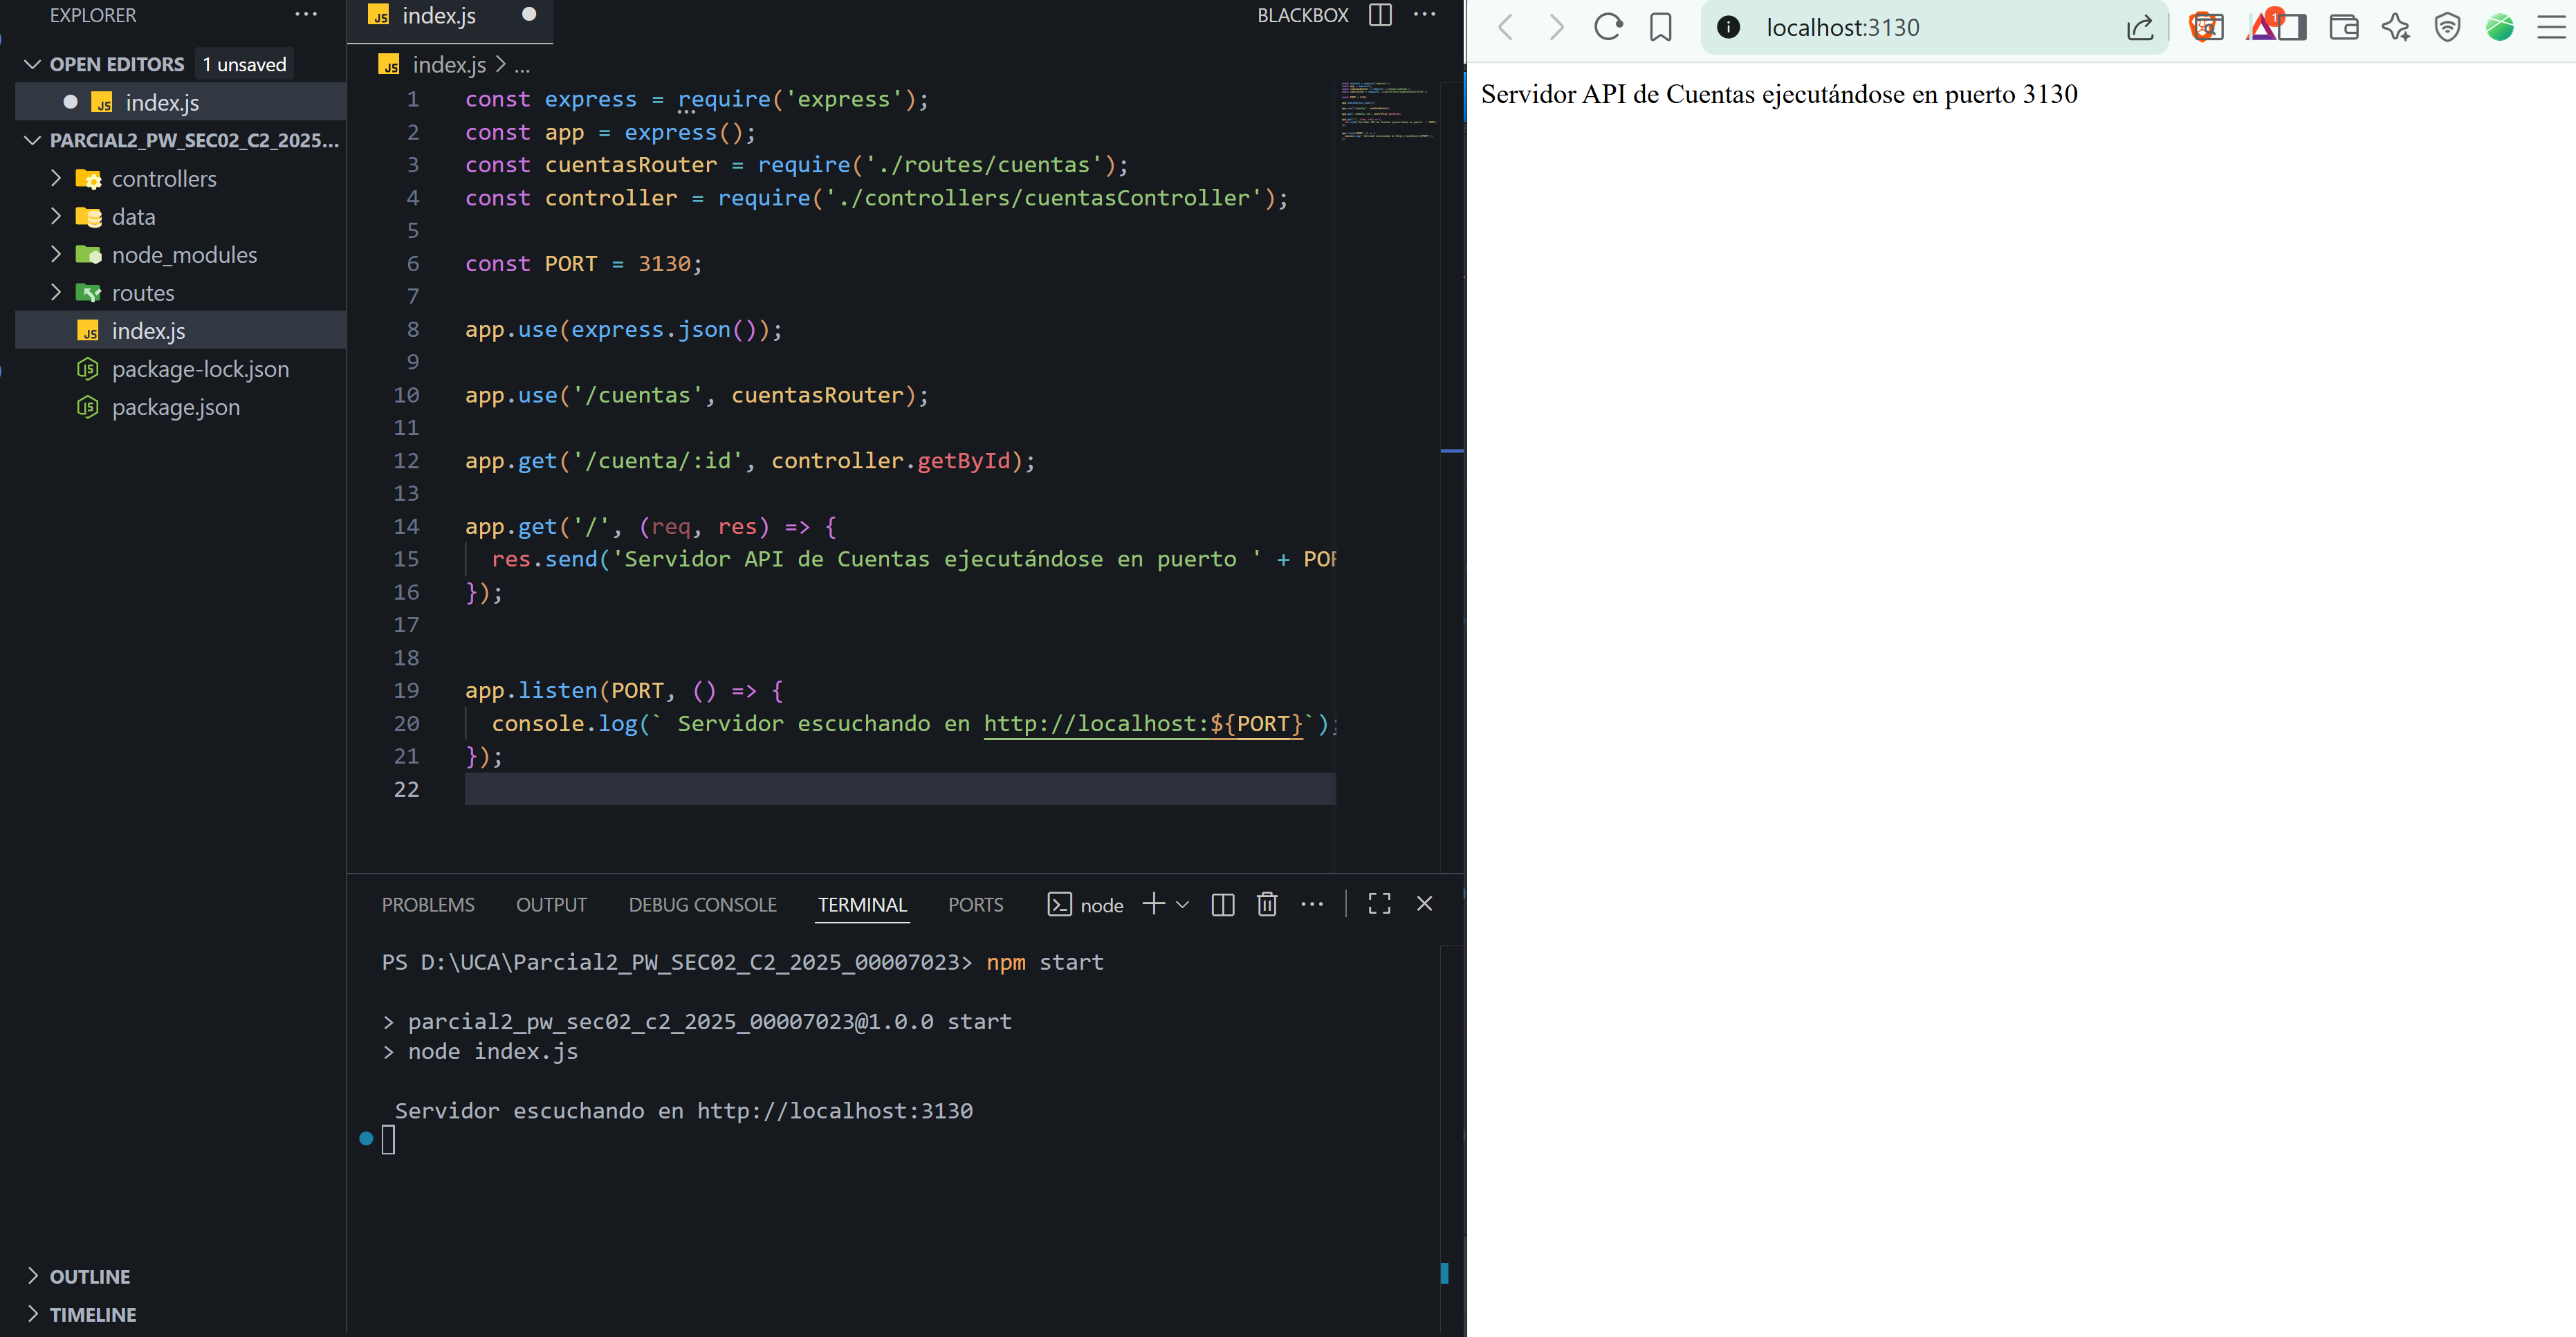 EXPLORER
OPEN EDITORS 1 unsaved
index.js
PARCIAL2_PW_SEC02_C2_2025...
controllers
data
node_modules
routes
index.js
package-lock.json
package.json
OUTLINE
TIMELINE
index.js
BLACKBOX
index.js > ...
1 const express = require('express');
2 const app = express();
3 const cuentasRouter = require('./routes/cuentas');
4 const controller = require('./controllers/cuentasController');
5
6 const PORT = 3130;
7
8 app.use(express.json());
9
10 app.use('/cuentas', cuentasRouter);
11
12 app.get('/cuenta/:id', controller.getById);
13
14 app.get('/', (req, res) => {
15 res.send('Servidor API de Cuentas ejecutándose en puerto ' + POR
16 });
17
18
19 app.listen(PORT, () => {
20 console.log(` Servidor escuchando en http://localhost:${PORT}`);
21 });
22
PROBLEMS OUTPUT DEBUG CONSOLE TERMINAL PORTS node
PS D:\UCA\Parcial2_PW_SEC02_C2_2025_00007023> npm start
> parcial2_pw_sec02_c2_2025_00007023@1.0.0 start
> node index.js
Servidor escuchando en http://localhost:3130
localhost:3130
1
Servidor API de Cuentas ejecutándose en puerto 3130